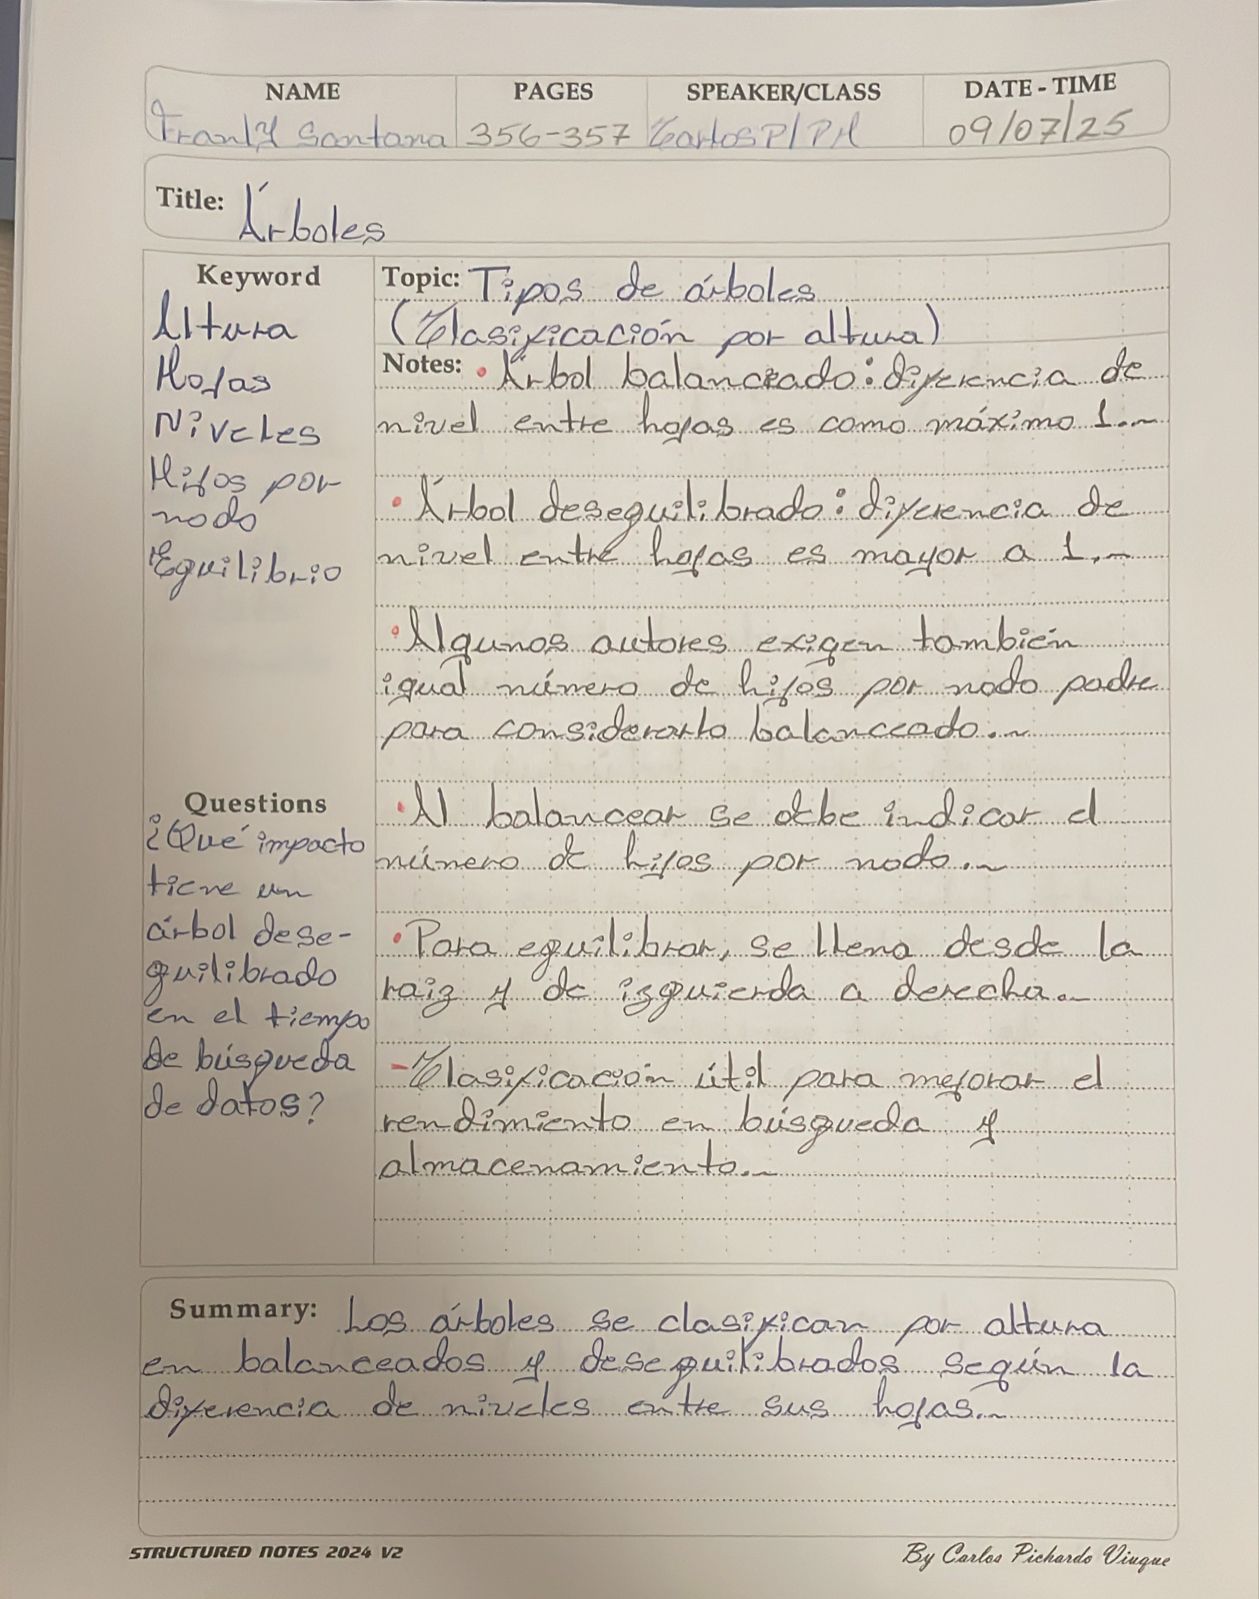 NAME PAGES SPEAKER/CLASS DATE - TIME
Franly Santana 356-357 Carlos P/ PH 09/07/25
Title: Árboles
Keyword
Altura
Hojas
Niveles
Hijos por
nodo
Equilibrio
Topic: Tipos de árboles
(Clasificación por altura)
Notes: • Árbol balanceado: diferencia de
nivel entre hojas es como máximo 1.~
• Árbol desequilibrado: diferencia de
nivel entre hojas es mayor a 1.~
• Algunos autores exigen también
igual número de hijos por nodo padre
para considerarlo balanceado.~
• Al balancear se debe indicar el
número de hijos por nodo.~
• Para equilibrar, se llena desde la
raiz y de izquierda a derecha.~
- Clasificación útil para mejorar el
rendimiento en búsqueda y
almacenamiento.~
Questions
¿Qué impacto
tiene un
árbol dese-
quilibrado
en el tiempo
de búsqueda
de datos?
Summary: Los árboles se clasifican por altura
en balanceados y desequilibrados según la
diferencia de niveles entre sus hojas.~
STRUCTURED NOTES 2024 V2
By Carlos Pichardo Viuque